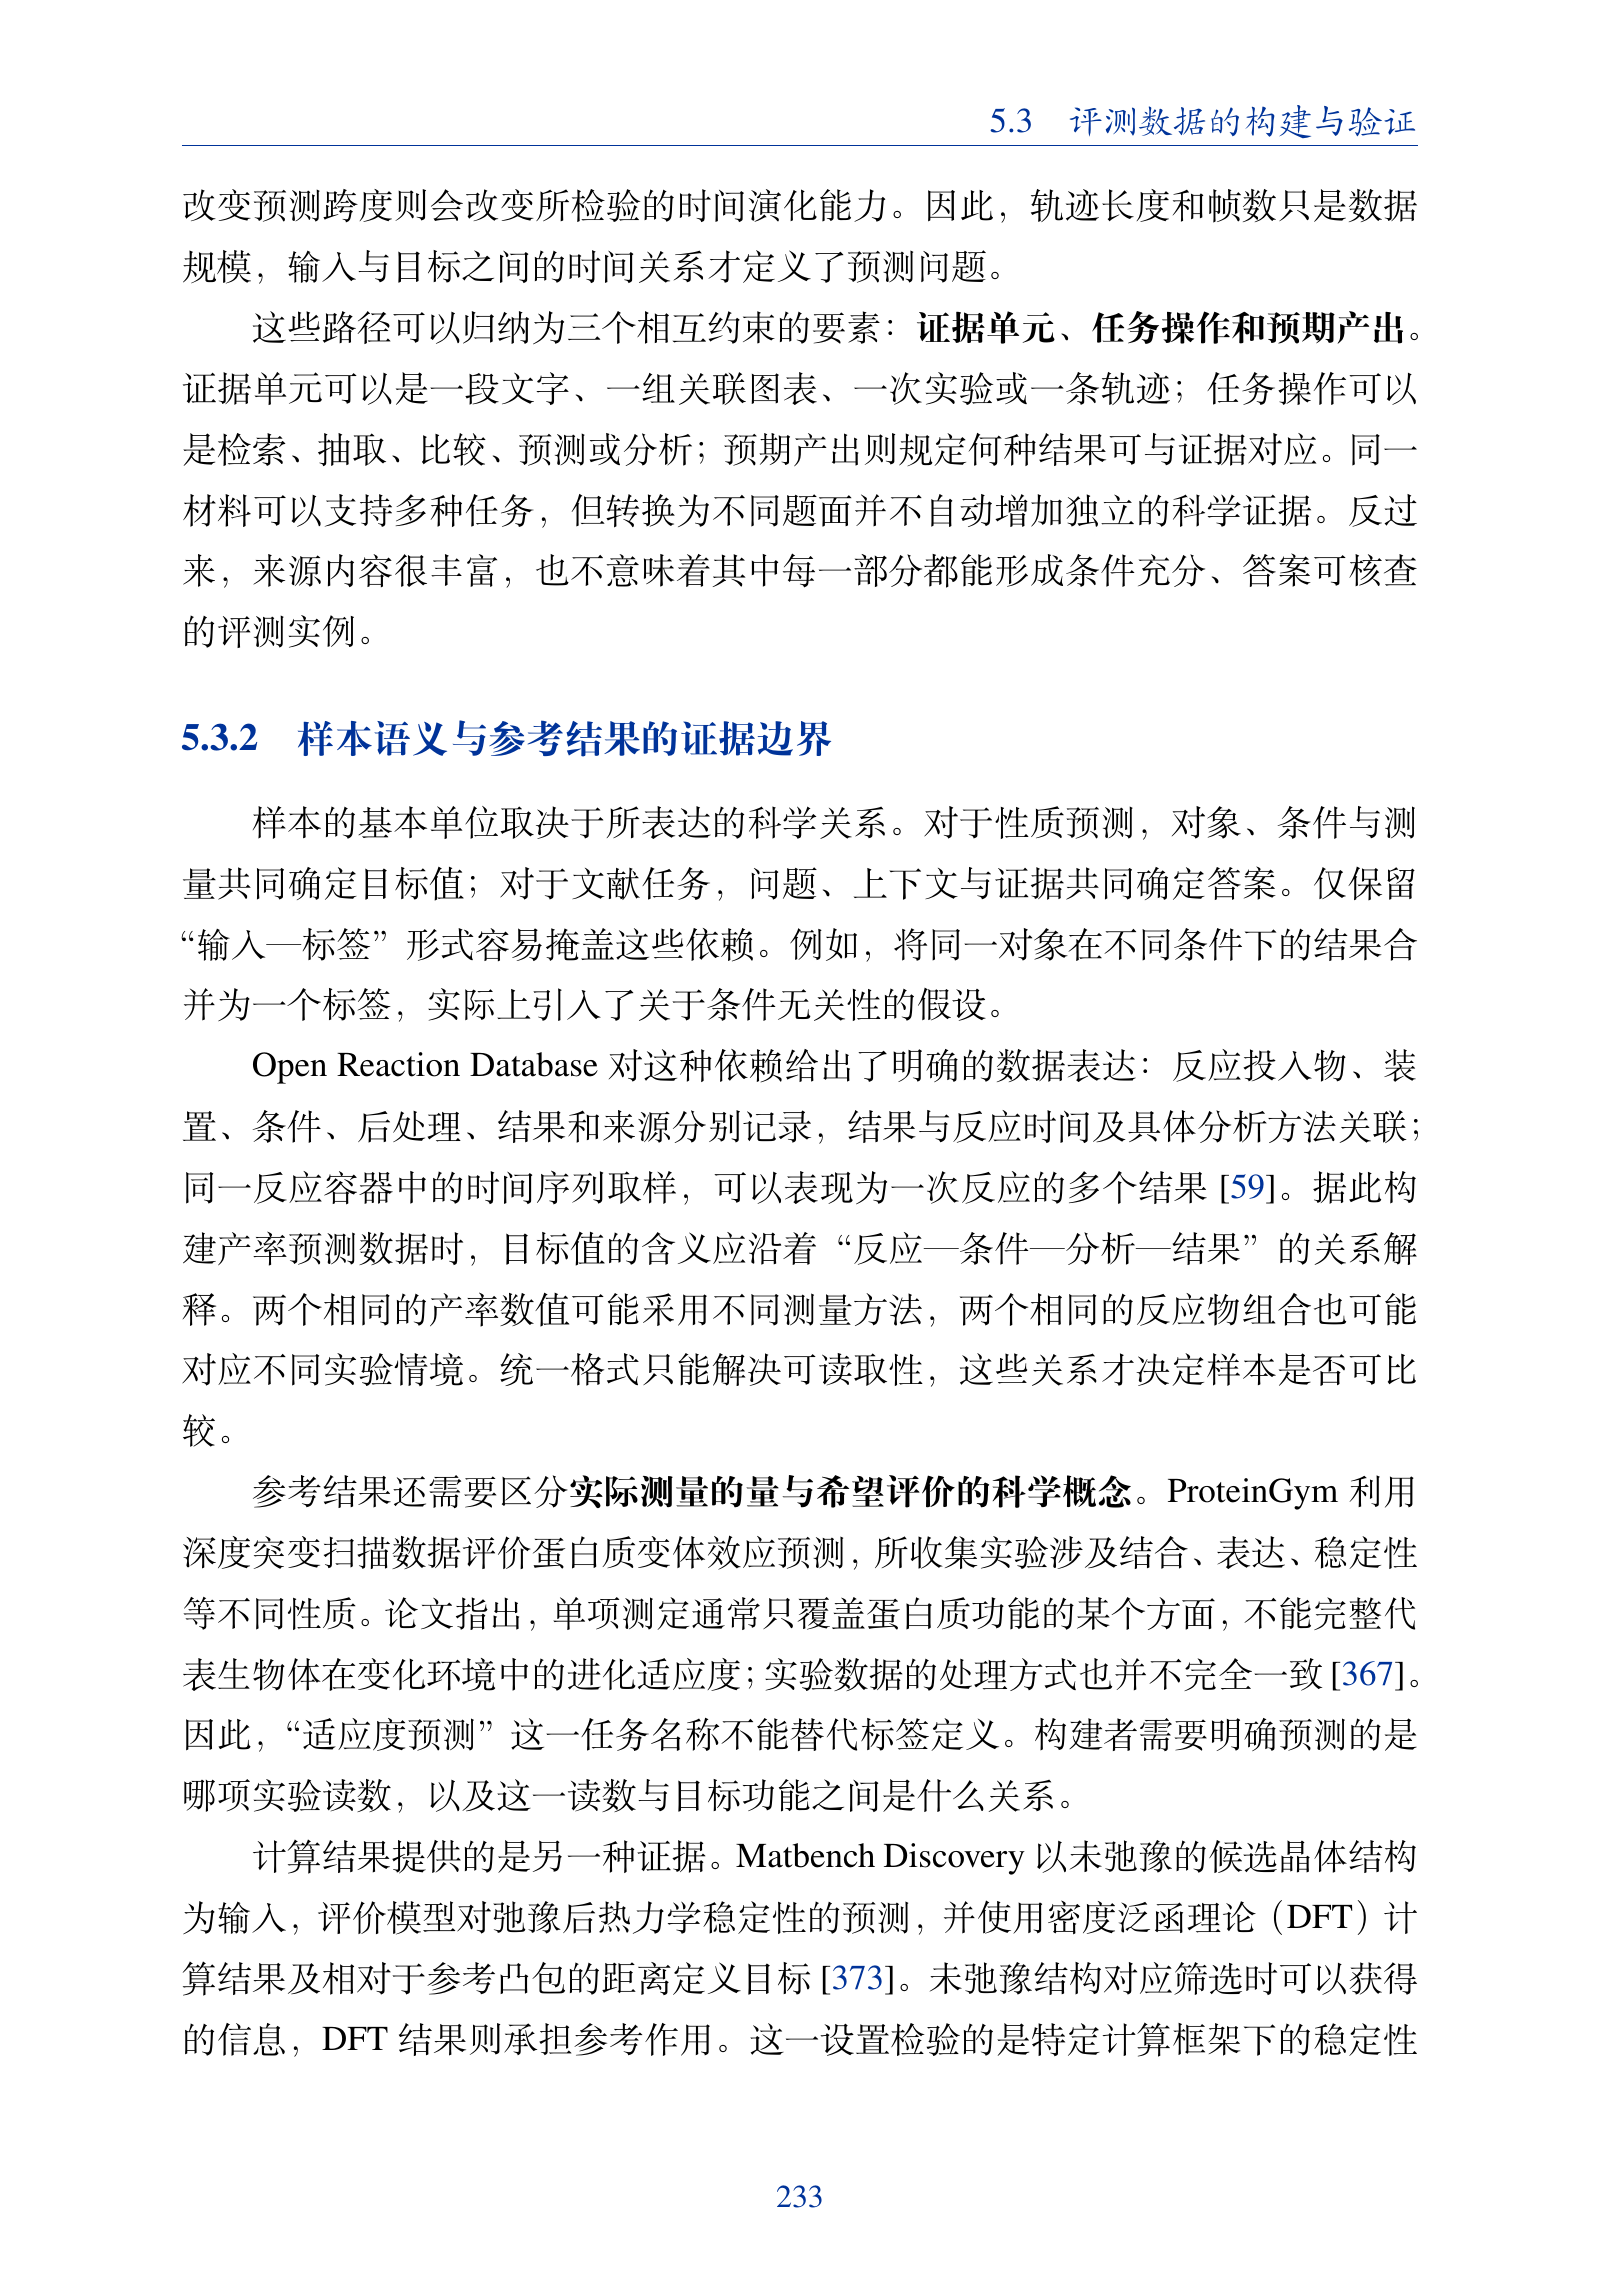 5.3 评测数据的构建与验证
改变预测跨度则会改变所检验的时间演化能力。因此，轨迹长度和帧数只是数据
规模，输入与目标之间的时间关系才定义了预测问题。
这些路径可以归纳为三个相互约束的要素：证据单元、任务操作和预期产出。
证据单元可以是一段文字、一组关联图表、一次实验或一条轨迹；任务操作可以
是检索、抽取、比较、预测或分析；预期产出则规定何种结果可与证据对应。同一
材料可以支持多种任务，但转换为不同题面并不自动增加独立的科学证据。反过
来，来源内容很丰富，也不意味着其中每一部分都能形成条件充分、答案可核查
的评测实例。
5.3.2 样本语义与参考结果的证据边界
样本的基本单位取决于所表达的科学关系。对于性质预测，对象、条件与测
量共同确定目标值；对于文献任务，问题、上下文与证据共同确定答案。仅保留
“输入—标签”形式容易掩盖这些依赖。例如，将同一对象在不同条件下的结果合
并为一个标签，实际上引入了关于条件无关性的假设。
Open Reaction Database 对这种依赖给出了明确的数据表达：反应投入物、装
置、条件、后处理、结果和来源分别记录，结果与反应时间及具体分析方法关联；
同一反应容器中的时间序列取样，可以表现为一次反应的多个结果 [59]。据此构
建产率预测数据时，目标值的含义应沿着“反应—条件—分析—结果”的关系解
释。两个相同的产率数值可能采用不同测量方法，两个相同的反应物组合也可能
对应不同实验情境。统一格式只能解决可读取性，这些关系才决定样本是否可比
较。
参考结果还需要区分实际测量的量与希望评价的科学概念。ProteinGym 利用
深度突变扫描数据评价蛋白质变体效应预测，所收集实验涉及结合、表达、稳定性
等不同性质。论文指出，单项测定通常只覆盖蛋白质功能的某个方面，不能完整代
表生物体在变化环境中的进化适应度；实验数据的处理方式也并不完全一致 [367]。
因此，“适应度预测”这一任务名称不能替代标签定义。构建者需要明确预测的是
哪项实验读数，以及这一读数与目标功能之间是什么关系。
计算结果提供的是另一种证据。Matbench Discovery 以未弛豫的候选晶体结构
为输入，评价模型对弛豫后热力学稳定性的预测，并使用密度泛函理论（DFT）计
算结果及相对于参考凸包的距离定义目标 [373]。未弛豫结构对应筛选时可以获得
的信息，DFT 结果则承担参考作用。这一设置检验的是特定计算框架下的稳定性
233